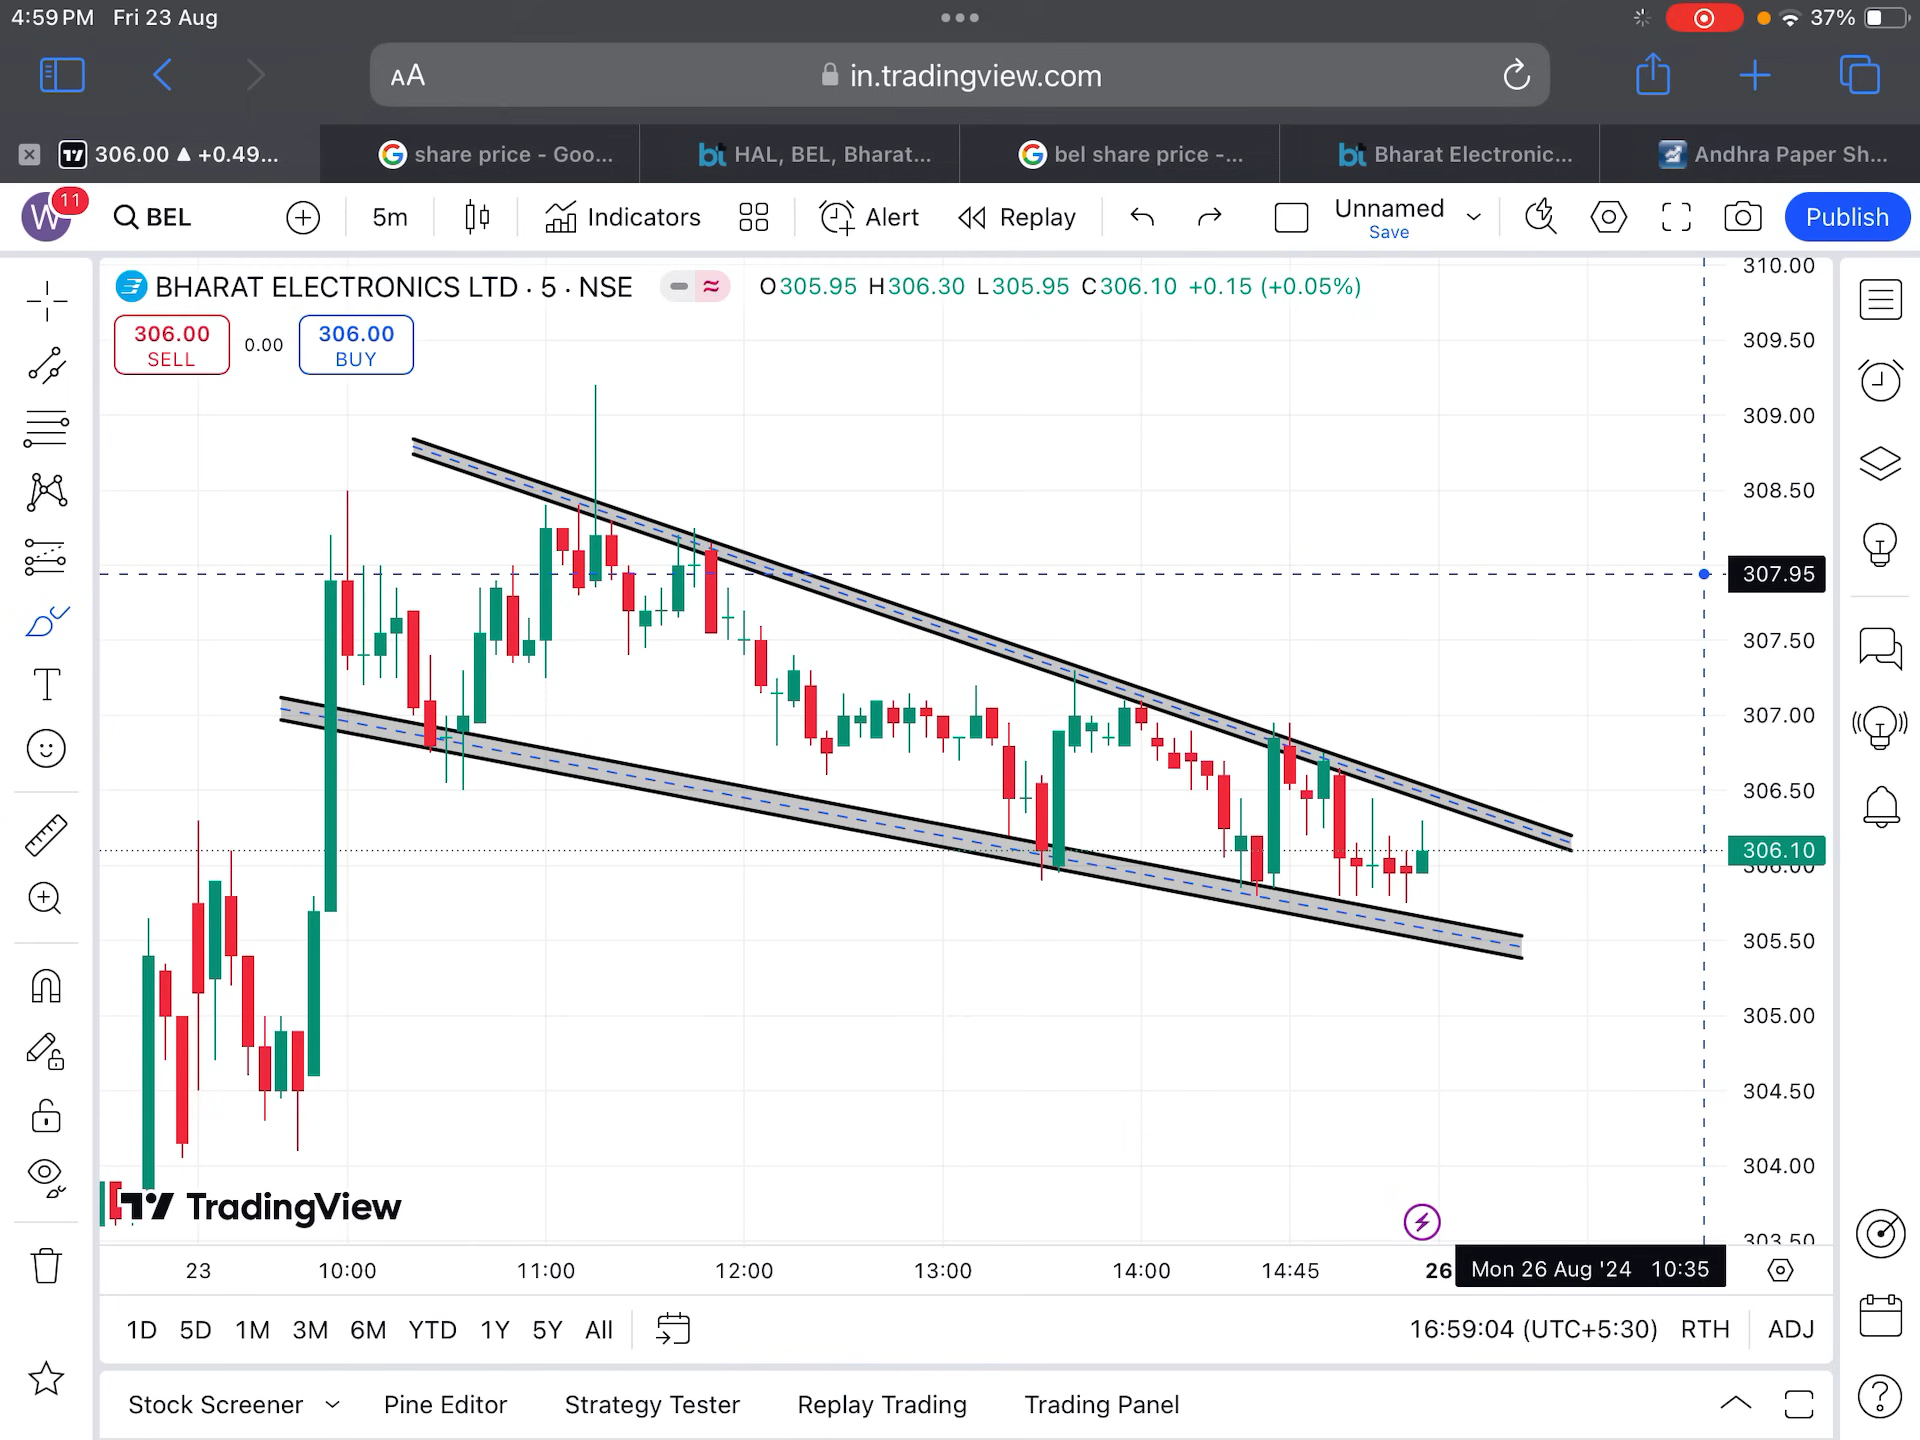 4:59 PM Fri 23 Aug
37%
AA in.tradingview.com
306.00 ▲ +0.49...
share price - Goo...
HAL, BEL, Bharat...
bel share price -...
Bharat Electronic...
Andhra Paper Sh...
W 11 BEL 5m Indicators Alert Replay Unnamed Publish
Save
BHARAT ELECTRONICS LTD · 5 · NSE O305.95 H306.30 L305.95 C306.10 +0.15 (+0.05%)
306.00 0.00 306.00
SELL BUY
310.00
309.50
309.00
308.50
307.95
307.50
307.00
306.50
306.10
306.00
305.50
305.00
304.50
304.00
303.50
TradingView
23 10:00 11:00 12:00 13:00 14:00 14:45 26 Mon 26 Aug '24 10:35
1D 5D 1M 3M 6M YTD 1Y 5Y All 16:59:04 (UTC+5:30) RTH ADJ
Stock Screener Pine Editor Strategy Tester Replay Trading Trading Panel